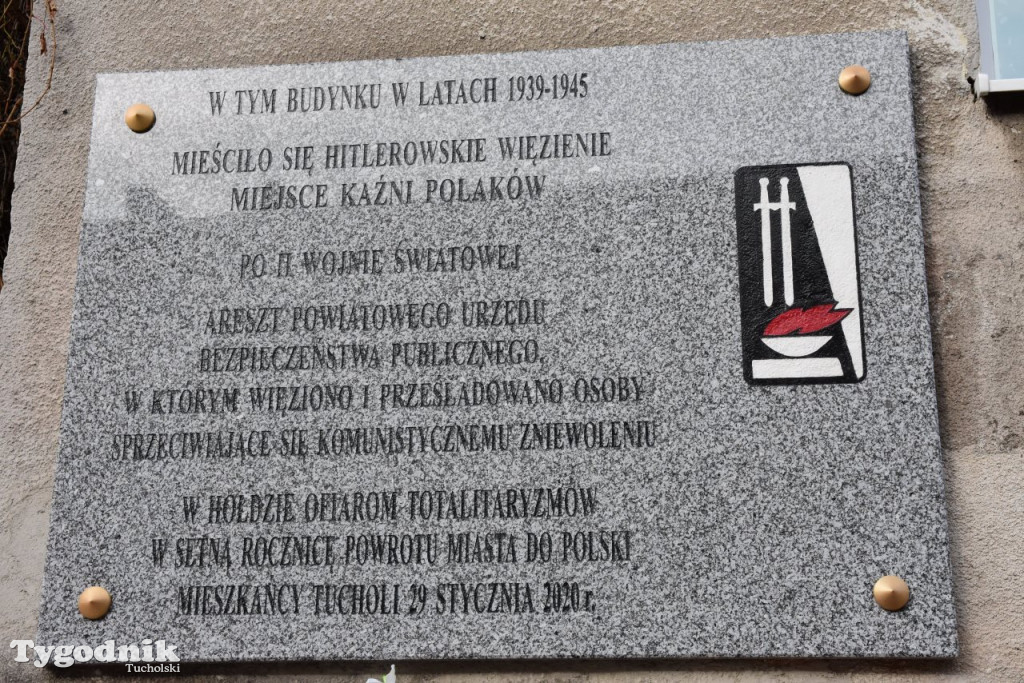 W TYM BUDYNKU W LATACH 1939-1945
MIEŚCIŁO SIĘ HITLEROWSKIE WIĘZIENIE
MIEJSCE KAŹNI POLAKÓW
PO II WOJNIE ŚWIATOWEJ
ARESZT POWIATOWEGO URZĘDU
BEZPIECZEŃSTWA PUBLICZNEGO,
W KTÓRYM WIĘZIONO I PRZEŚLADOWANO OSOBY
SPRZECIWIAJĄCE SIĘ KOMUNISTYCZNEMU ZNIEWOLENIU
W HOŁDZIE OFIAROM TOTALITARYZMÓW
W SETNĄ ROCZNICĘ POWROTU MIASTA DO POLSKI
MIESZKAŃCY TUCHOLI 29 STYCZNIA 2020 r.
Tygodnik
Tucholski